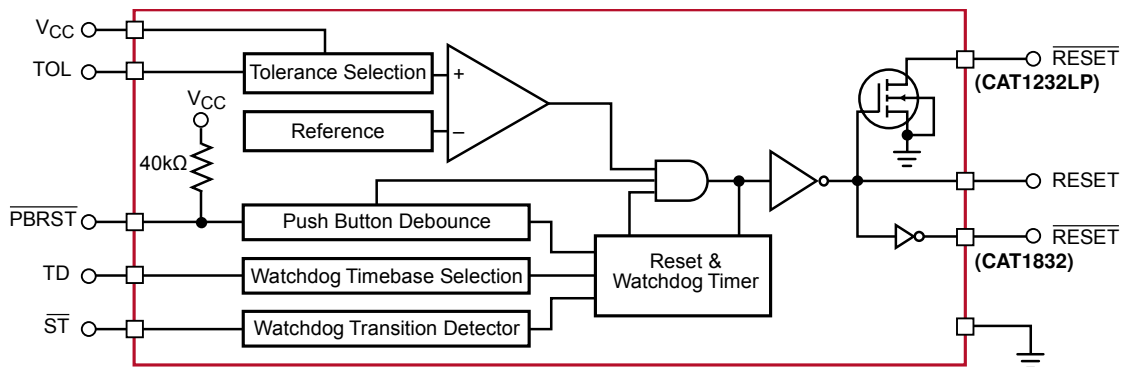 VCC
TOL
Tolerance Selection
+
Reference
–
VCC
40kΩ
PBRST
Push Button Debounce
TD
Watchdog Timebase Selection
ST
Watchdog Transition Detector
Reset &
Watchdog Timer
RESET
(CAT1232LP)
RESET
RESET
(CAT1832)